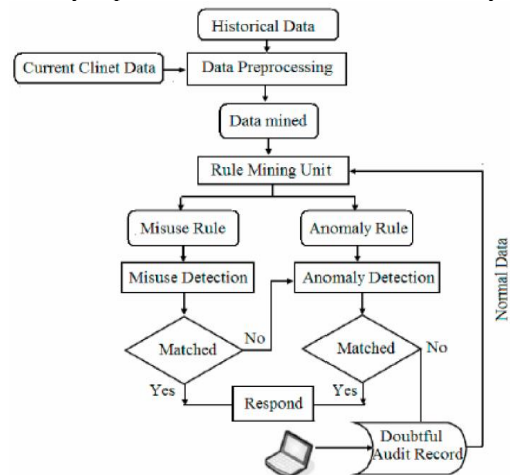 Historical Data
Current Clinet Data
Data Preprocessing
Data mined
Rule Mining Unit
Misuse Rule
Anomaly Rule
Misuse Detection
Anomaly Detection
Matched
No
Matched
No
Yes
Respond
Yes
Doubtful
Audit Record
Normal Data